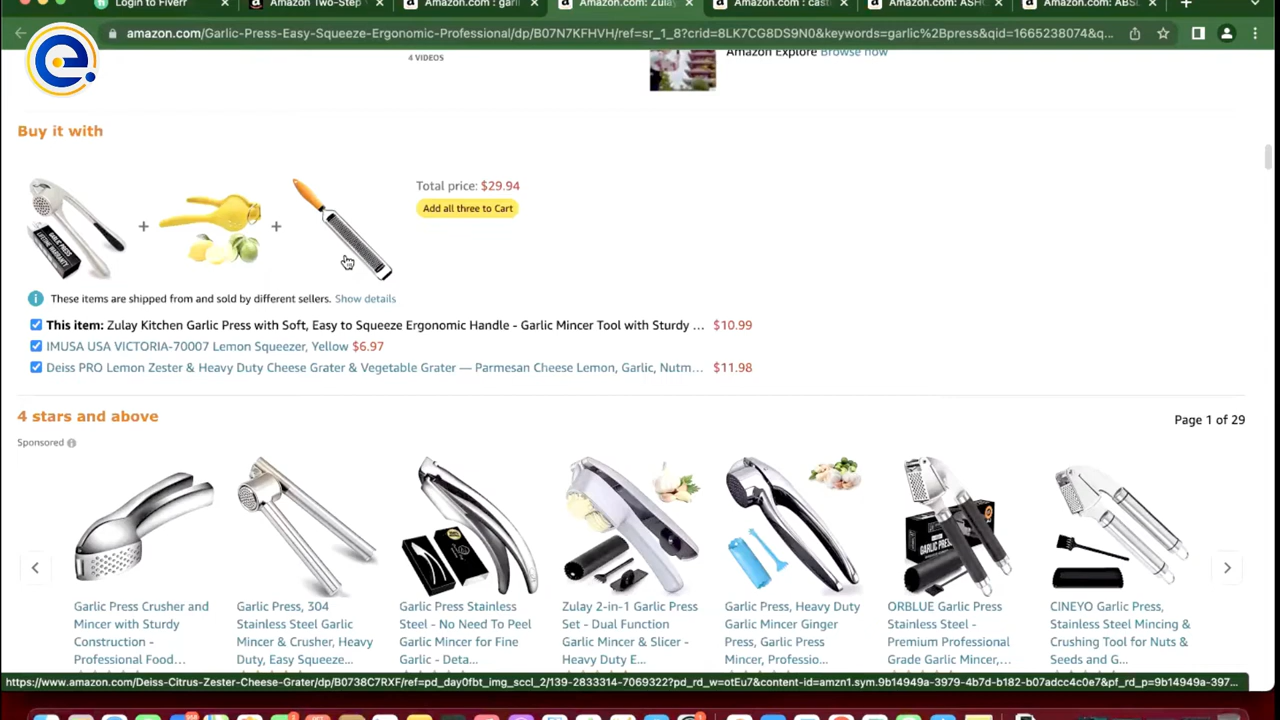 Login to Fiverr
Amazon Two-Step
Amazon.com : garli
Amazon.com: Zulay
Amazon.com : cast
Amazon.com: ASH
Amazon.com: ABS
amazon.com/Garlic-Press-Easy-Squeeze-Ergonomic-Professional/dp/B07N7KFHVH/ref=sr_1_8?crid=8LK7CG8DS9N0&keywords=garlic%2Bpress&qid=1665238074&q...
4 VIDEOS
Amazon Explore Browse now
Buy it with
Total price: $29.94
Add all three to Cart
These items are shipped from and sold by different sellers. Show details
This item: Zulay Kitchen Garlic Press with Soft, Easy to Squeeze Ergonomic Handle - Garlic Mincer Tool with Sturdy ... $10.99
IMUSA USA VICTORIA-70007 Lemon Squeezer, Yellow $6.97
Deiss PRO Lemon Zester & Heavy Duty Cheese Grater & Vegetable Grater — Parmesan Cheese Lemon, Garlic, Nutm... $11.98
4 stars and above
Page 1 of 29
Sponsored
Garlic Press Crusher and
Mincer with Sturdy
Construction -
Professional Food...
Garlic Press, 304
Stainless Steel Garlic
Mincer & Crusher, Heavy
Duty, Easy Squeeze...
Garlic Press Stainless
Steel - No Need To Peel
Garlic Mincer for Fine
Garlic - Deta...
Zulay 2-in-1 Garlic Press
Set - Dual Function
Garlic Mincer & Slicer -
Heavy Duty E...
Garlic Press, Heavy Duty
Garlic Mincer Ginger
Press, Garlic Press
Mincer, Professio...
ORBLUE Garlic Press
Stainless Steel -
Premium Professional
Grade Garlic Mincer,...
CINEYO Garlic Press,
Stainless Steel Mincing &
Crushing Tool for Nuts &
Seeds and G...
https://www.amazon.com/Deiss-Citrus-Zester-Cheese-Grater/dp/B0738C7RXF/ref=pd_day0fbt_img_sccl_2/139-2833314-7069322?pd_rd_w=otEu7&content-id=amzn1.sym.9b14949a-3979-4b7d-b182-b07adcc4c0e7&pf_rd_p=9b14949a-397...